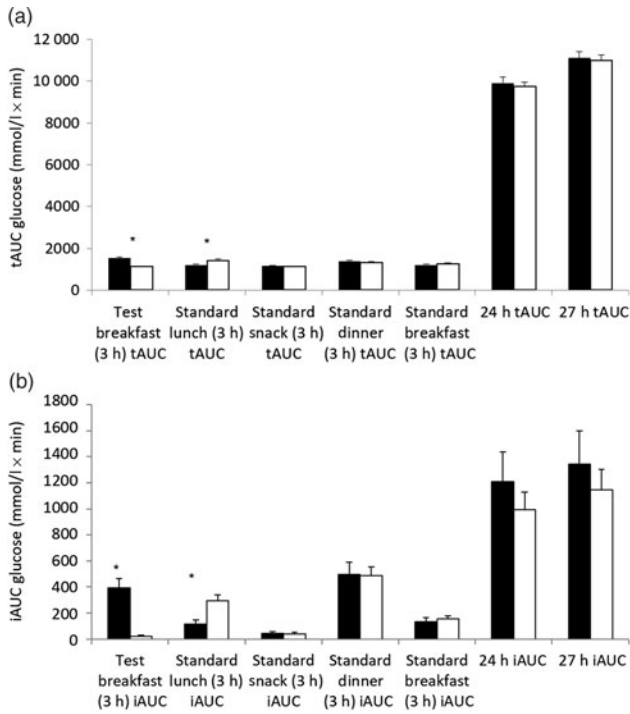 (a)
12 000
10 000
8000
6000
4000
2000
0
tAUC glucose (mmol/l × min)
*
*
Test
breakfast
(3 h) tAUC
Standard
lunch (3 h)
tAUC
Standard
snack (3 h)
tAUC
Standard
dinner
(3 h) tAUC
Standard
breakfast
(3 h) tAUC
24 h tAUC
27 h tAUC
(b)
1800
1600
1400
1200
1000
800
600
400
200
0
iAUC glucose (mmol/l × min)
*
*
Test
breakfast
(3 h) iAUC
Standard
lunch (3 h)
iAUC
Standard
snack (3 h)
iAUC
Standard
dinner
(3 h) iAUC
Standard
breakfast
(3 h) iAUC
24 h iAUC
27 h iAUC